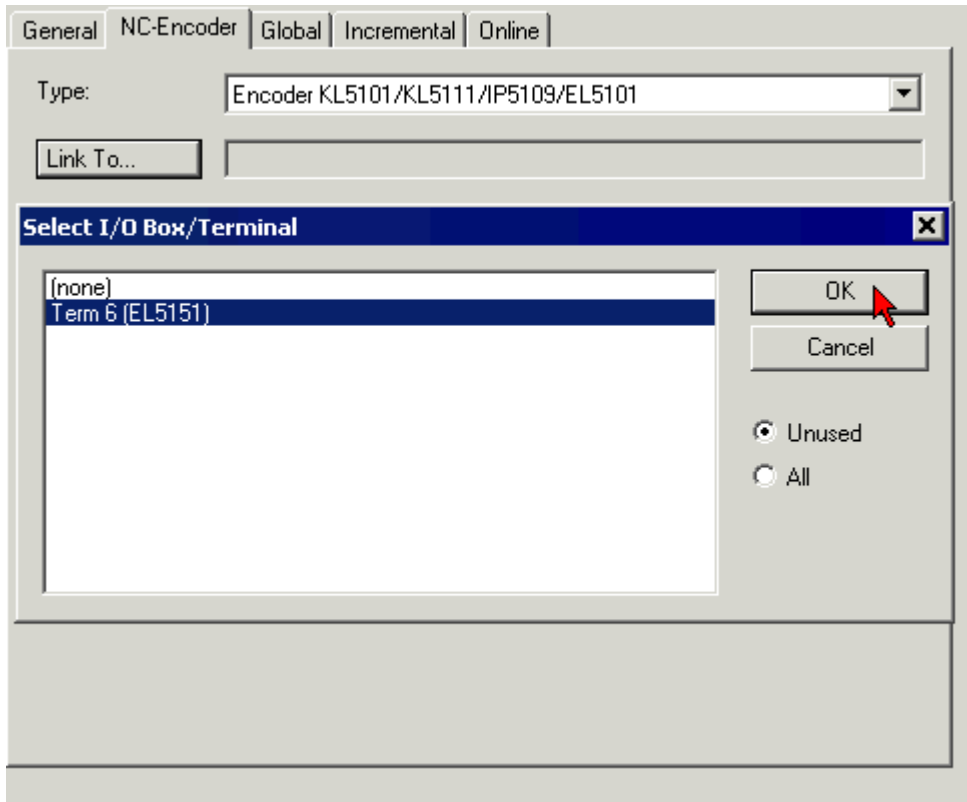 General NC-Encoder Global Incremental Online
Type: Encoder KL5101/KL5111/IP5109/EL5101
Link To...
Select I/O Box/Terminal
(none)
Term 6 (EL5151)
OK
Cancel
Unused
All